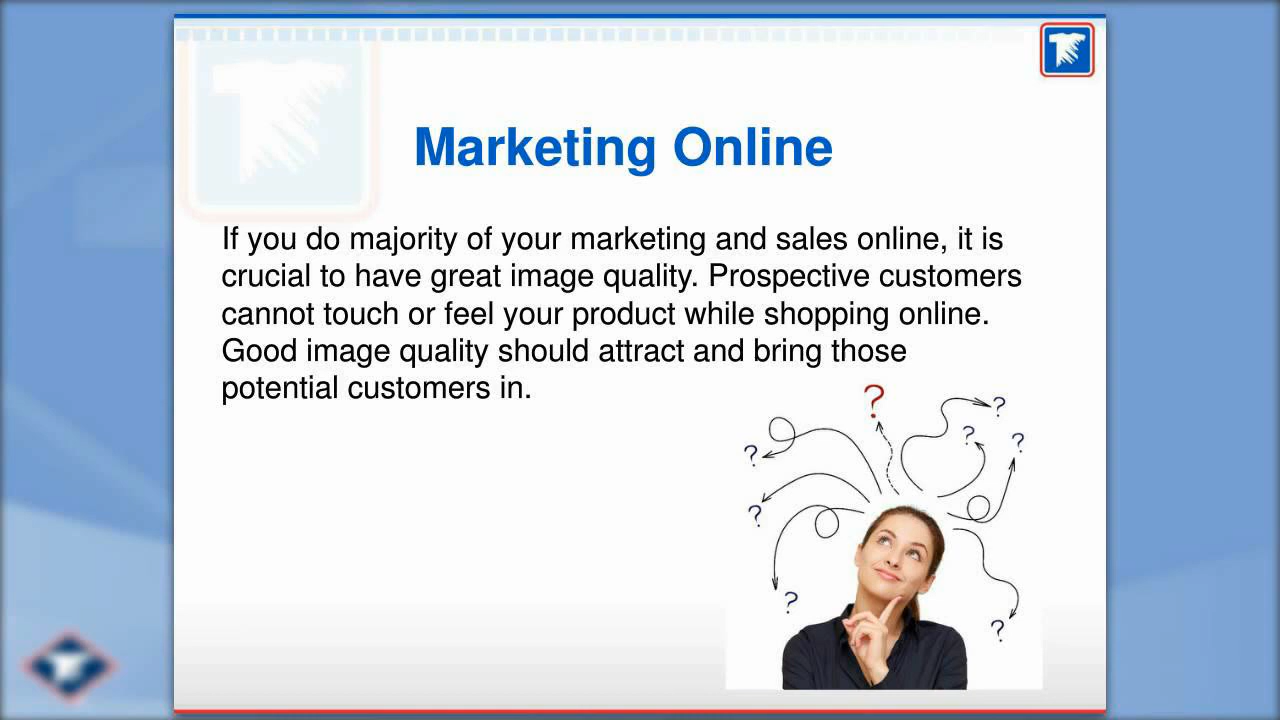 Marketing Online
If you do majority of your marketing and sales online, it is
crucial to have great image quality. Prospective customers
cannot touch or feel your product while shopping online.
Good image quality should attract and bring those
potential customers in.
?
?
?
?
?
?
?
?